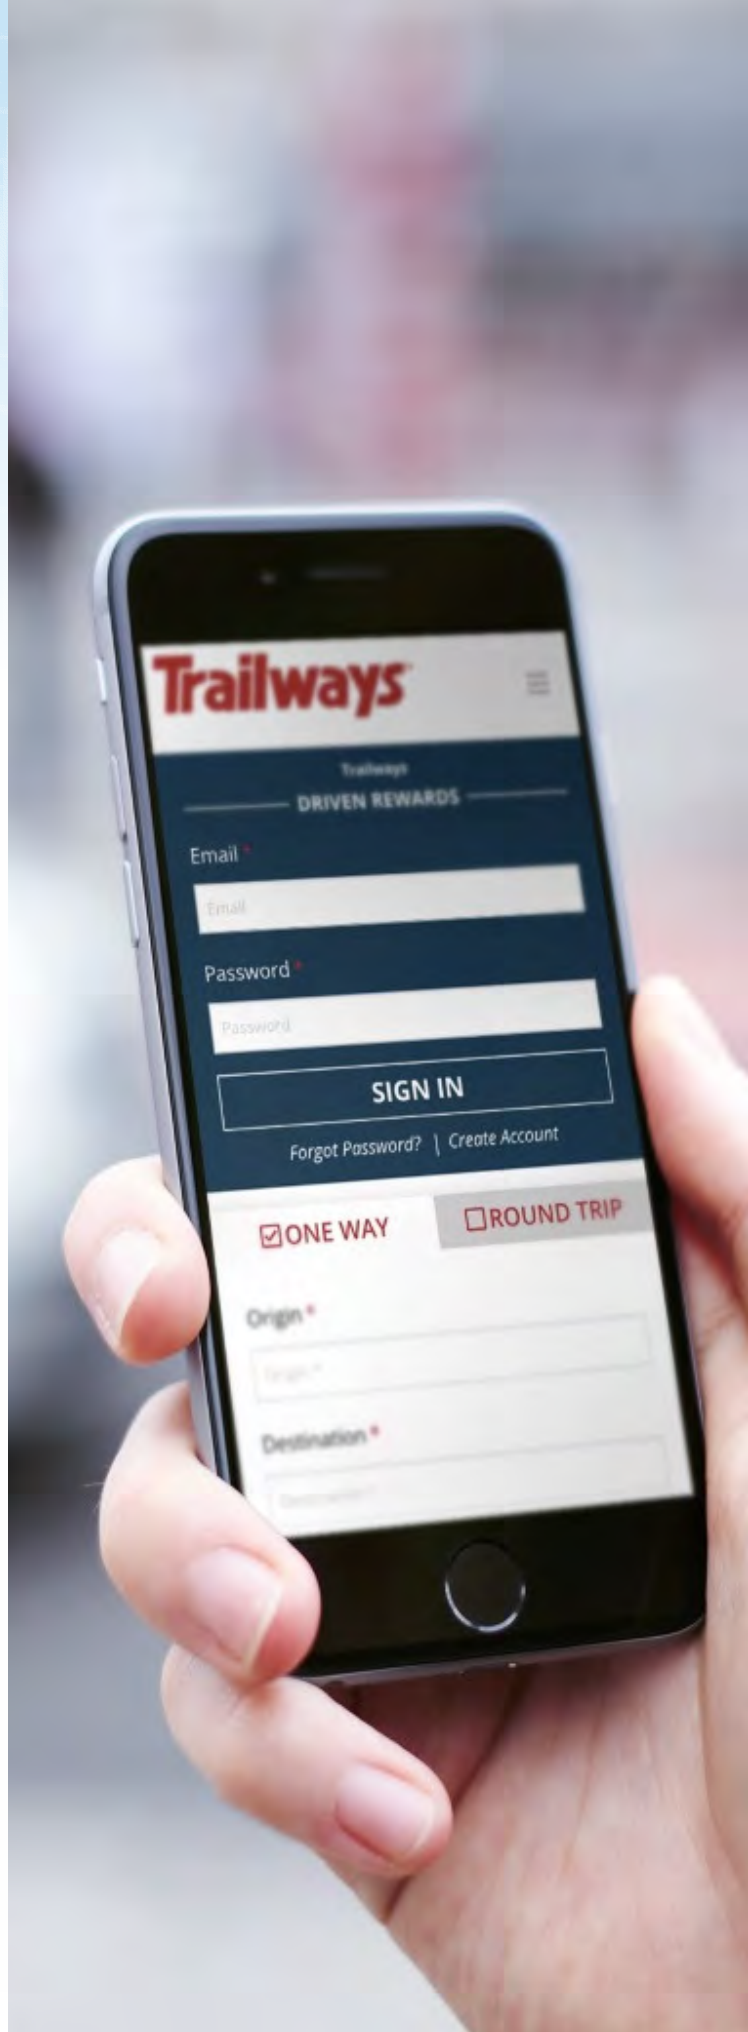 Trailways
Trailways
DRIVEN REWARDS
Email *
Email
Password *
Password
SIGN IN
Forgot Password? | Create Account
☑ONE WAY ☐ROUND TRIP
Origin *
Origin *
Destination *